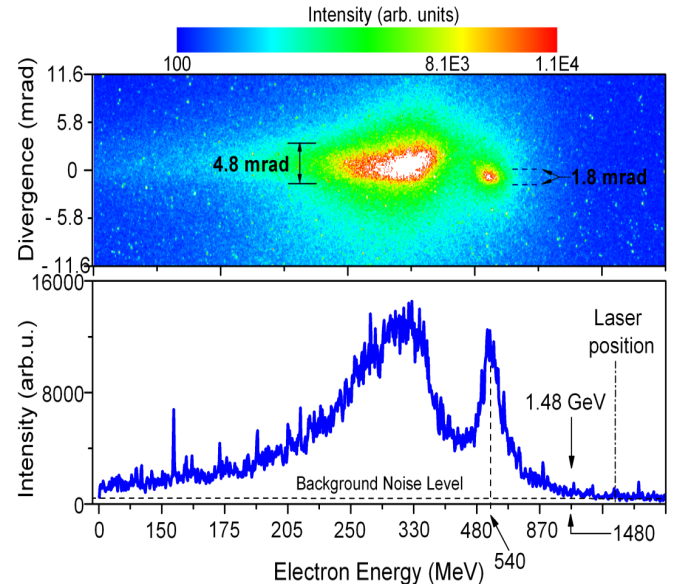 Intensity (arb. units)
100 8.1E3 1.1E4
Divergence (mrad)
11.6
5.8
0
- 5.8
- 11.6
4.8 mrad
1.8 mrad
Intensity (arb.u.)
16000
8000
0
Laser
position
1.48 GeV
Background Noise Level
0 150 175 205 250 330 480 870 1480
540
Electron Energy (MeV)